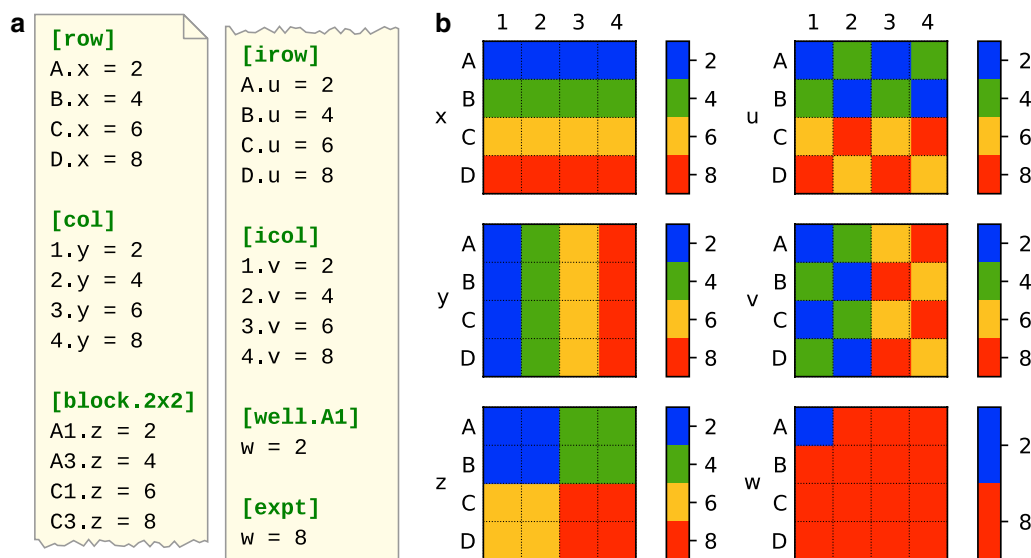 a
[row]
A.x = 2
B.x = 4
C.x = 6
D.x = 8
[col]
1.y = 2
2.y = 4
3.y = 6
4.y = 8
[block.2x2]
A1.z = 2
A3.z = 4
C1.z = 6
C3.z = 8
[irow]
A.u = 2
B.u = 4
C.u = 6
D.u = 8
[icol]
1.v = 2
2.v = 4
3.v = 6
4.v = 8
[well.A1]
w = 2
[expt]
w = 8
b
1 2 3 4
x
A
B
C
D
2
4
6
8
1 2 3 4
u
A
B
C
D
2
4
6
8
y
A
B
C
D
2
4
6
8
v
A
B
C
D
2
4
6
8
z
A
B
C
D
2
4
6
8
w
A
B
C
D
2
8